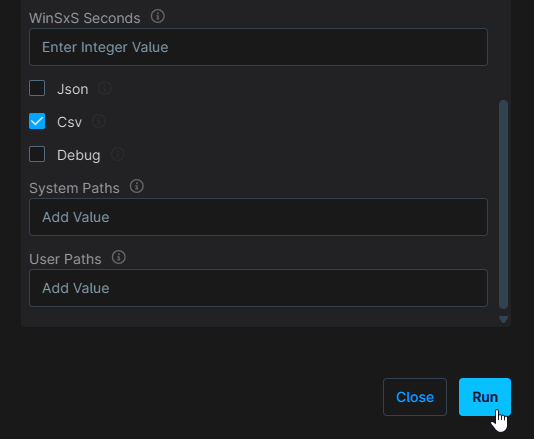 WinSxS Seconds
Enter Integer Value
Json
Csv
Debug
System Paths
Add Value
User Paths
Add Value
Close
Run